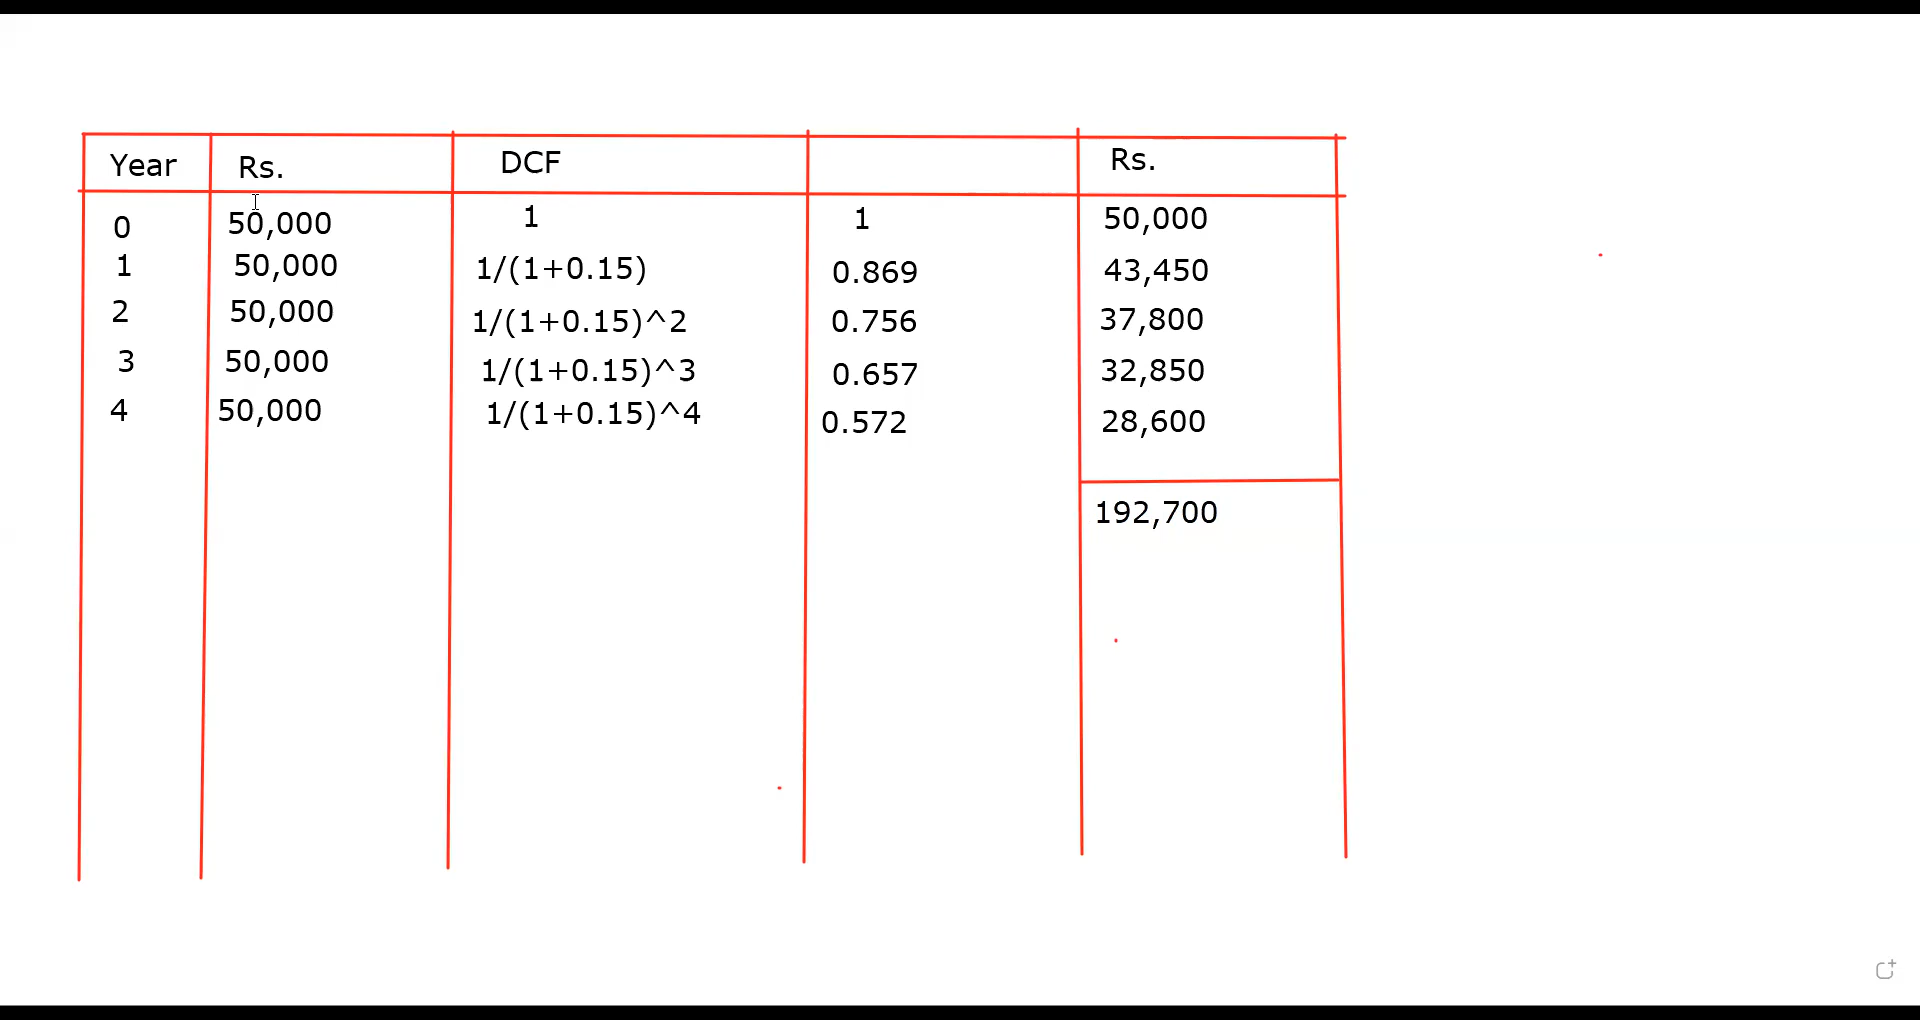 Year Rs. DCF Rs.
0 50,000 1 1 50,000
1 50,000 1/(1+0.15) 0.869 43,450
2 50,000 1/(1+0.15)^2 0.756 37,800
3 50,000 1/(1+0.15)^3 0.657 32,850
4 50,000 1/(1+0.15)^4 0.572 28,600
192,700